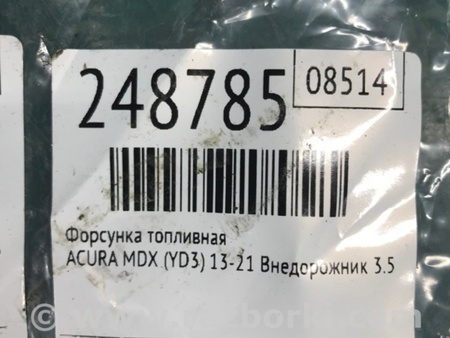 248785
08514
Форсунка топливная
ACURA MDX (YD3) 13-21 Внедорожник 3.5